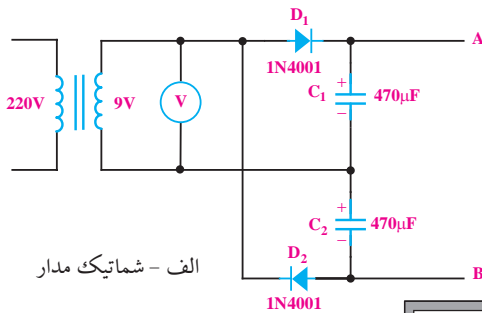 D₁
A
1N4001
220V
9V
V
+
C₁ 470µF
−
+
C₂ 470µF
−
D₂
الف – شماتیک مدار
B
1N4001